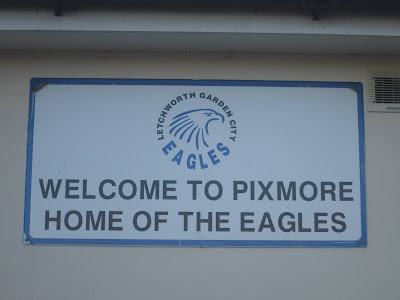 LETCHWORTH GARDEN CITY
EAGLES
WELCOME TO PIXMORE
HOME OF THE EAGLES